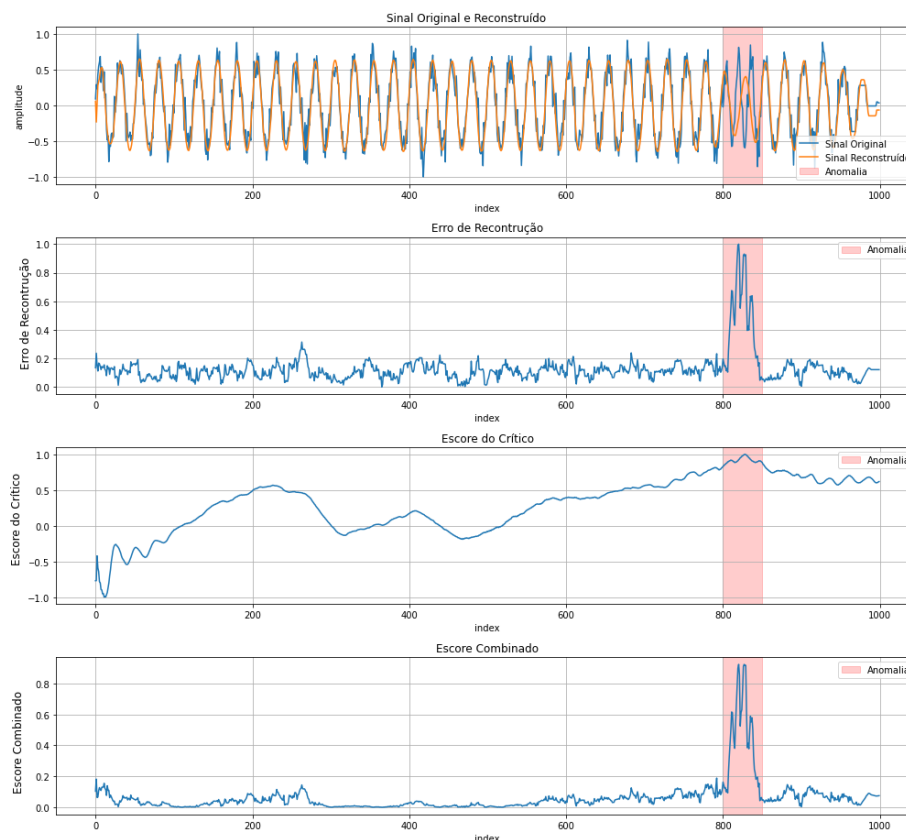 Sinal Original e Reconstruído
amplitude
1.0
0.5
0.0
−0.5
−1.0
Sinal Original
Sinal Reconstruído
Anomalia
0
200
400
600
800
1000
index
Erro de Recontrução
Erro de Recontrução
1.0
0.8
0.6
0.4
0.2
0.0
Anomalia
0
200
400
600
800
1000
index
Escore do Crítico
Escore do Crítico
1.0
0.5
0.0
−0.5
−1.0
Anomalia
0
200
400
600
800
1000
index
Escore Combinado
Escore Combinado
0.8
0.6
0.4
0.2
0.0
Anomalia
0
200
400
600
800
1000
index